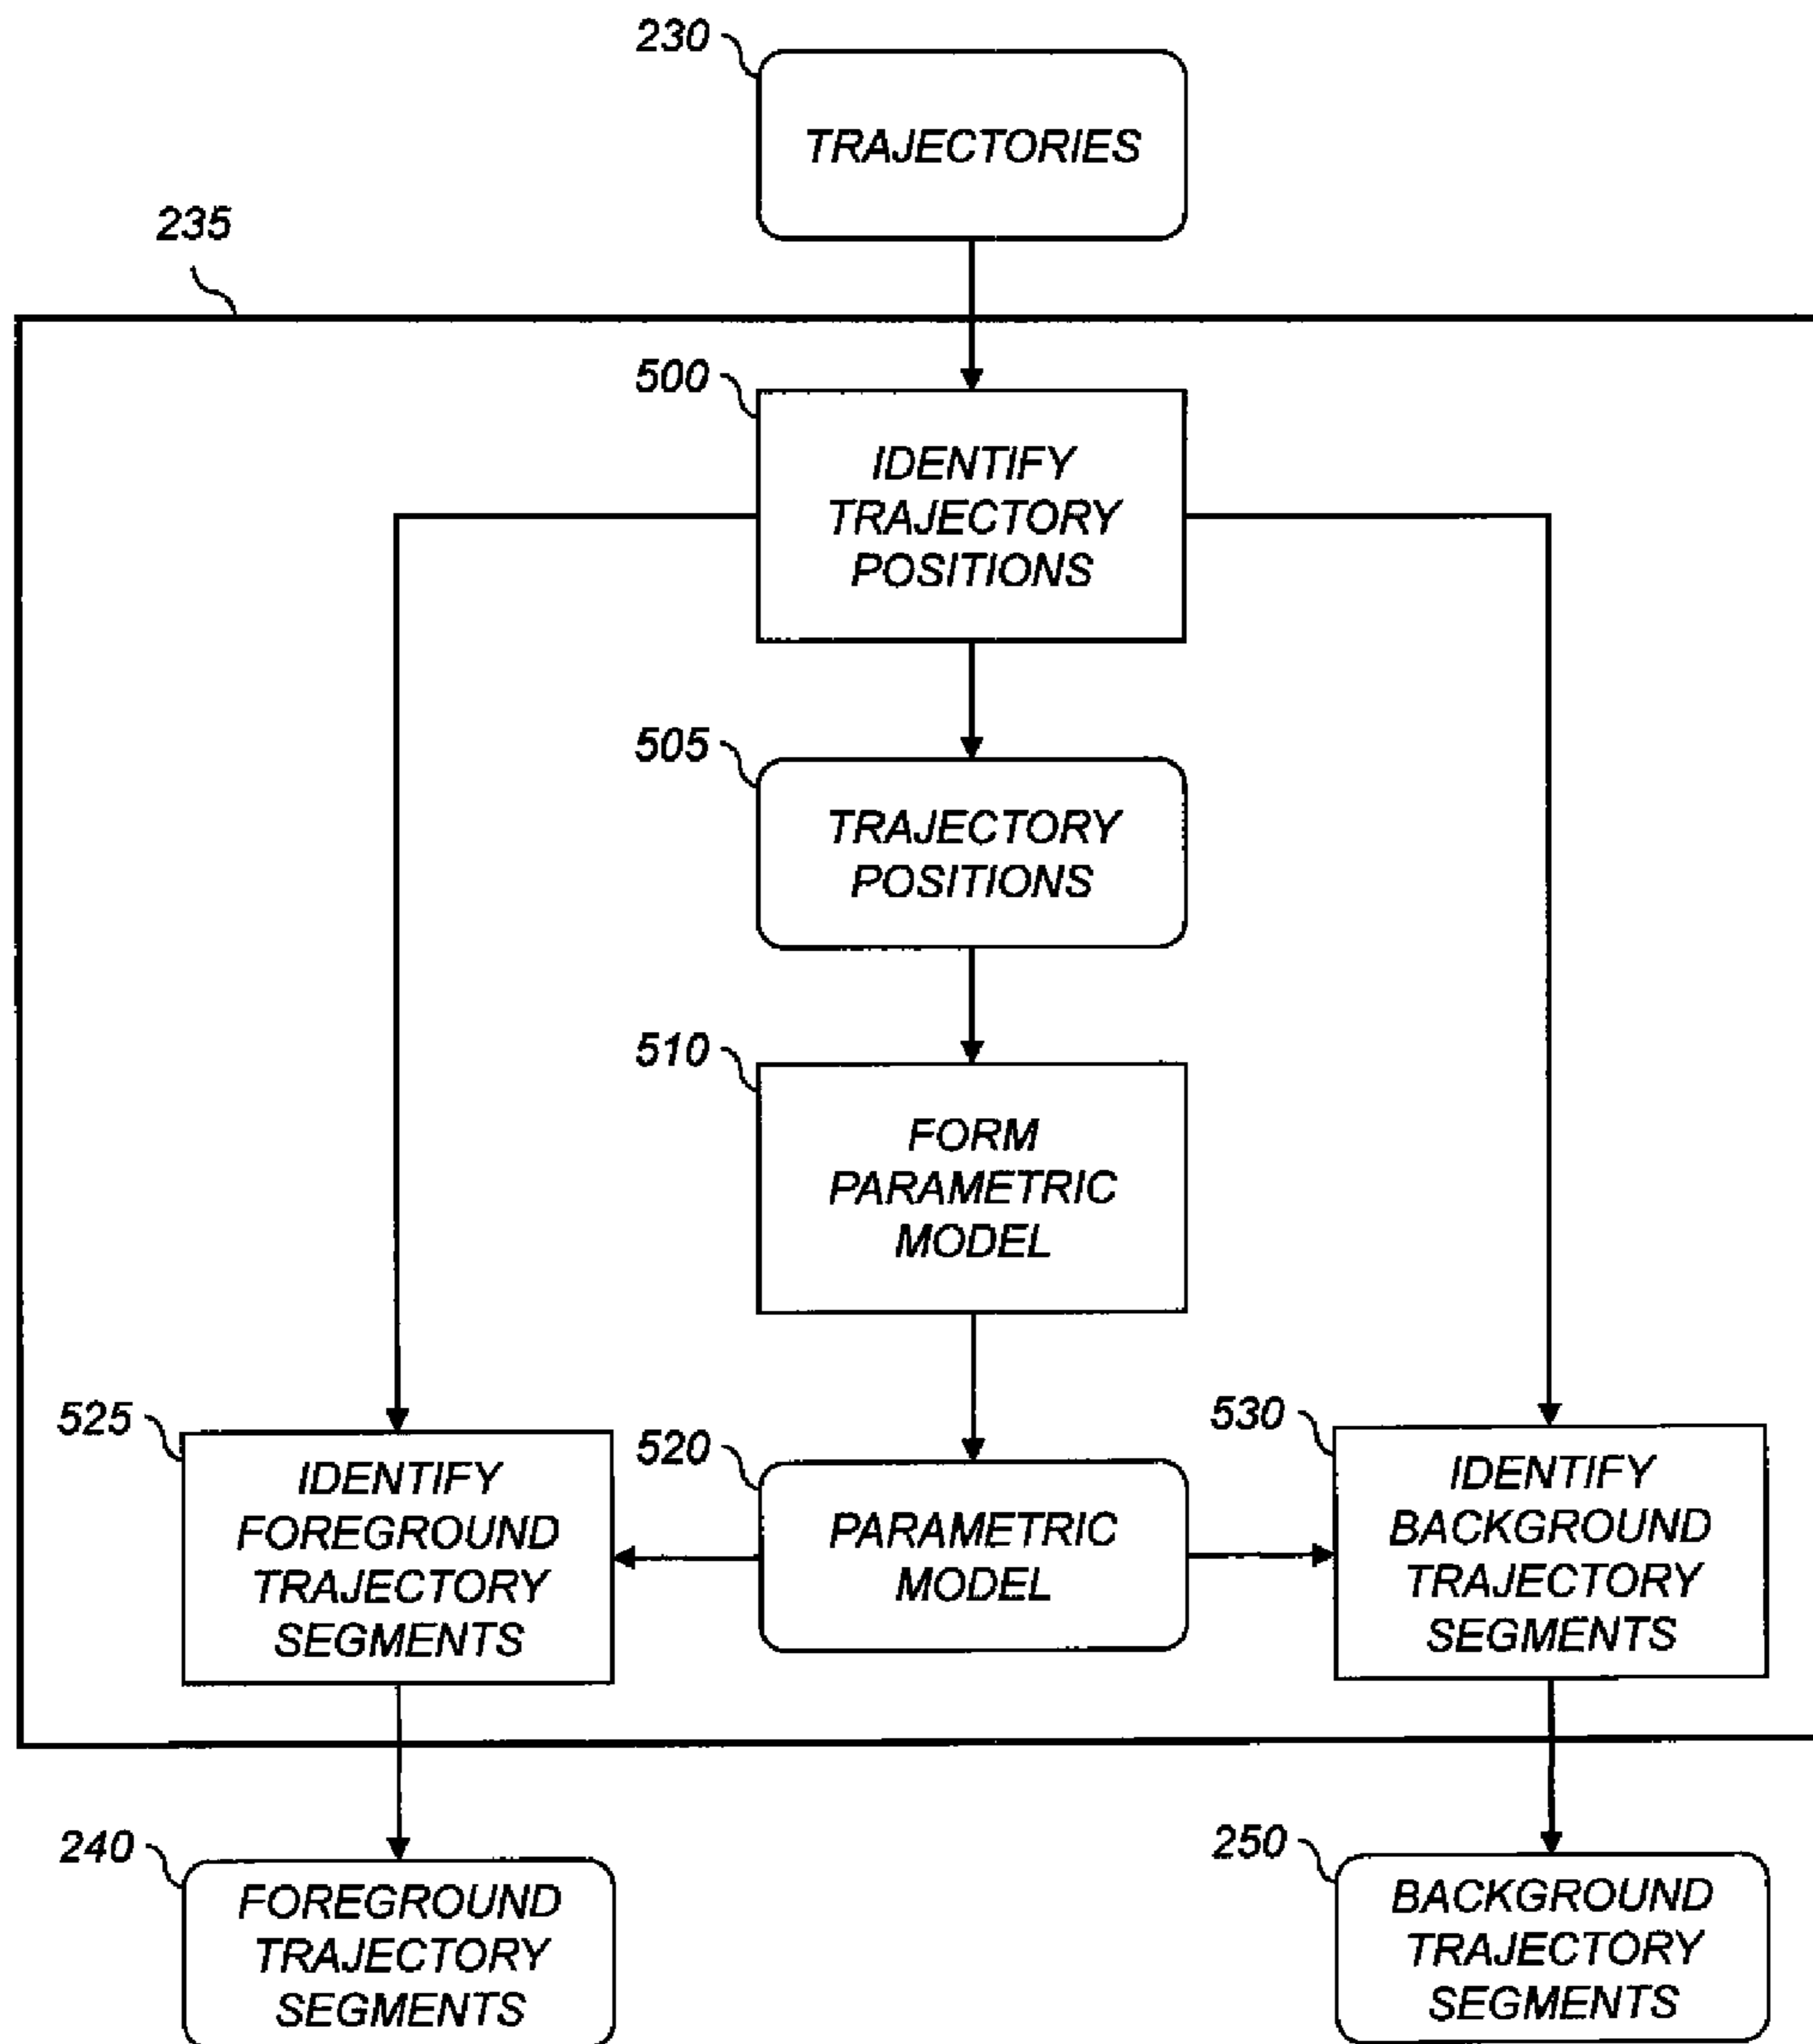 230
TRAJECTORIES
235
500
IDENTIFY
TRAJECTORY
POSITIONS
505
TRAJECTORY
POSITIONS
510
FORM
PARAMETRIC
MODEL
525
IDENTIFY
FOREGROUND
TRAJECTORY
SEGMENTS
520
PARAMETRIC
MODEL
530
IDENTIFY
BACKGROUND
TRAJECTORY
SEGMENTS
240
FOREGROUND
TRAJECTORY
SEGMENTS
250
BACKGROUND
TRAJECTORY
SEGMENTS